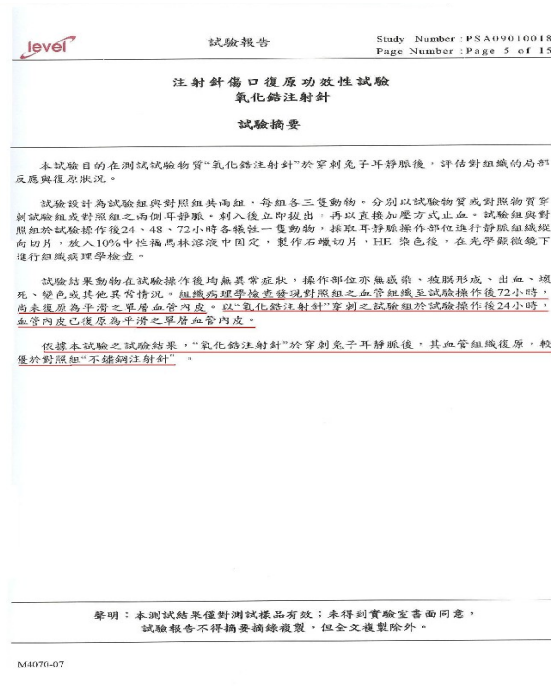 level
試驗報告
Study Number：PSA09010018
Page Number：Page 5 of 15
注射針傷口復原功效性試驗
氧化鋯注射針
試驗摘要
本試驗目的在測試試驗物質“氧化鋯注射針”於穿刺兔子耳靜脈後，評估對組織的局部
反應與復原狀況。
試驗設計為試驗組與對照組共兩組，每組各三隻動物。分別以試驗物質或對照物質穿
刺試驗組或對照組之兩側耳靜脈。刺入後立即拔出，再以直接加壓方式止血。試驗組與對
照組於試驗操作後24、48、72小時各犧牲一隻動物，採取耳靜脈操作部位進行靜脈組織縱
向切片，放入10%中性福馬林溶液中固定，製作石蠟切片，HE 染色後，在光學顯微鏡下
進行組織病理學檢查。
試驗結果動物在試驗操作後均無異常症狀，操作部位亦無感染、痂膜形成、出血、壞
死、變色或其他異常情況。組織病理學檢查發現對照組之血管組織至試驗操作後72小時，
尚未復原為平滑之單層血管內皮。以“氧化鋯注射針”穿刺之試驗組於試驗操作後24小時，
血管內皮已復原為平滑之單層血管內皮。
依據本試驗之試驗結果，“氧化鋯注射針”於穿刺兔子耳靜脈後，其血管組織復原，較
優於對照組“不鏽鋼注射針”。
聲明：本測試結果僅對測試樣品有效；未得到實驗室書面同意，
試驗報告不得摘要摘錄複製，但全文複製除外。
M4070-07